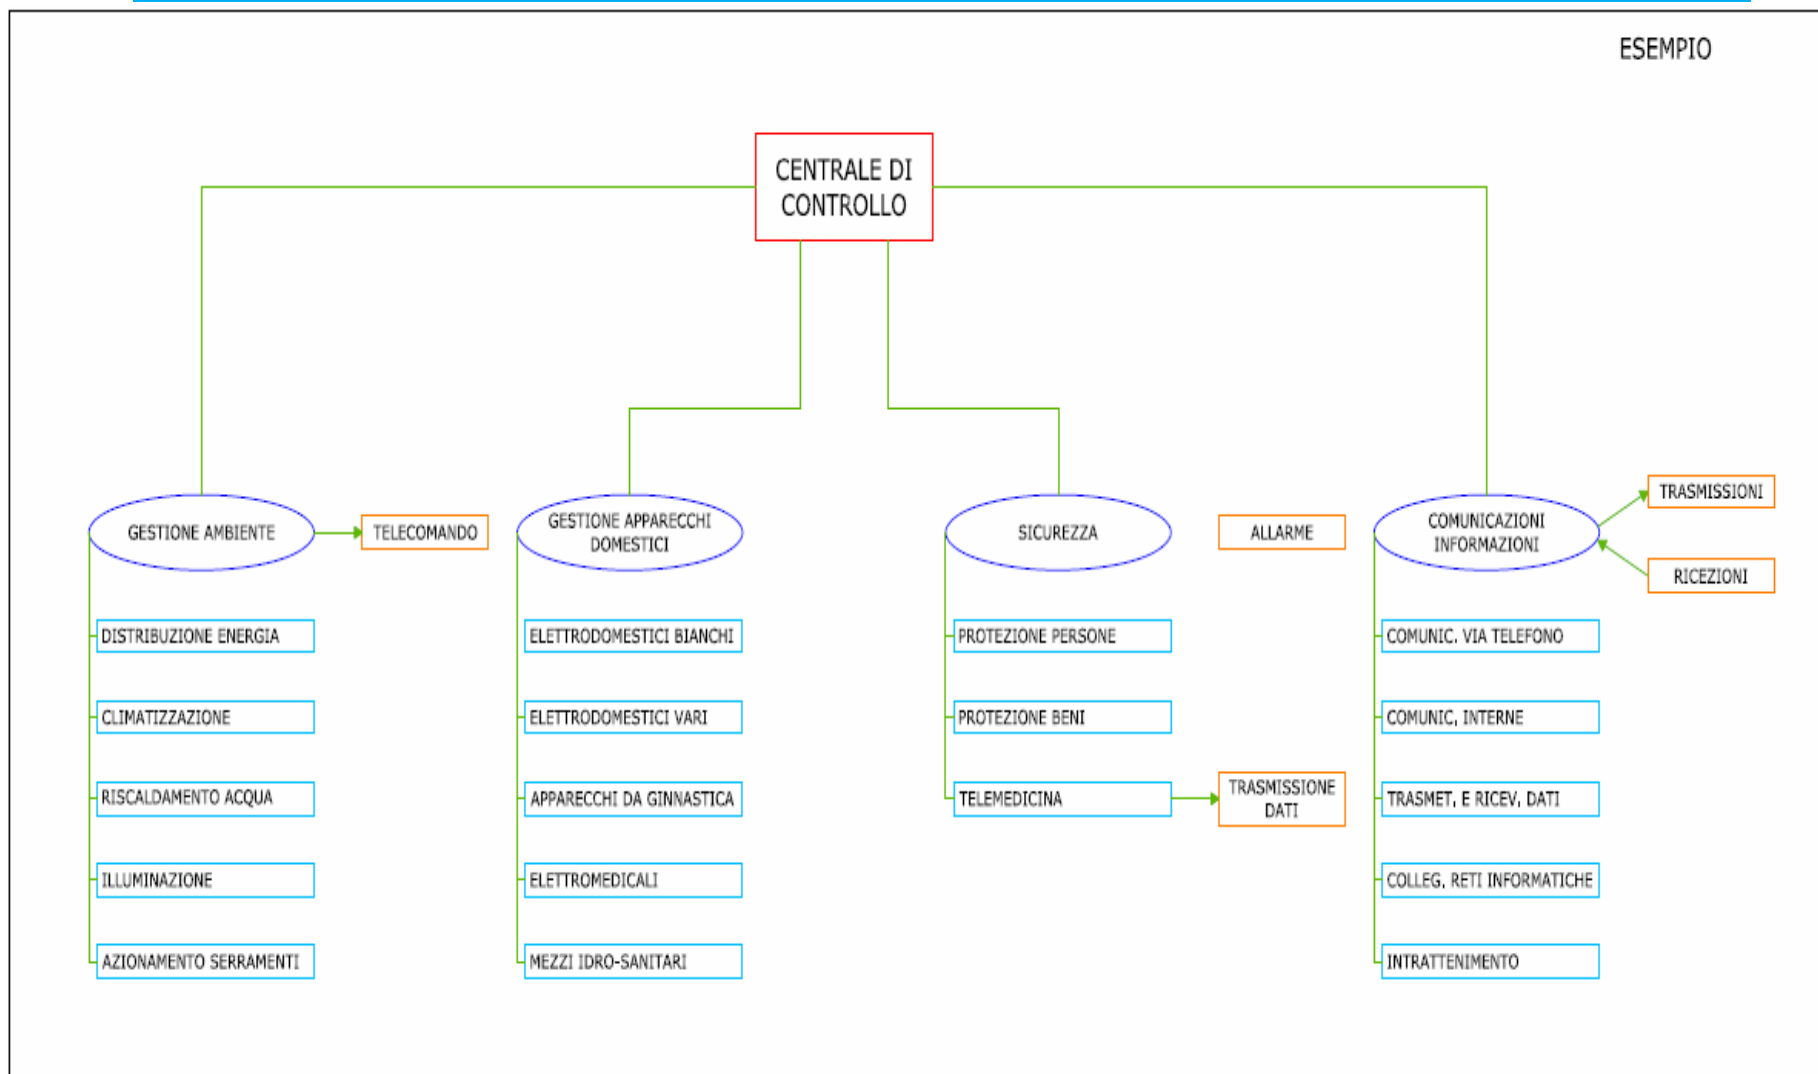 ESEMPIO
CENTRALE DI
CONTROLLO
GESTIONE AMBIENTE
TELECOMANDO
DISTRIBUZIONE ENERGIA
CLIMATIZZAZIONE
RISCALDAMENTO ACQUA
ILLUMINAZIONE
AZIONAMENTO SERRAMENTI
GESTIONE APPARECCHI
DOMESTICI
ELETTRODOMESTICI BIANCHI
ELETTRODOMESTICI VARI
APPARECCHI DA GINNASTICA
ELETTROMEDICALI
MEZZI IDRO-SANITARI
SICUREZZA
ALLARME
PROTEZIONE PERSONE
PROTEZIONE BENI
TELEMEDICINA
TRASMISSIONE
DATI
COMUNICAZIONI
INFORMAZIONI
TRASMISSIONI
RICEZIONI
COMUNIC. VIA TELEFONO
COMUNIC. INTERNE
TRASMET. E RICEV. DATI
COLLEG. RETI INFORMATICHE
INTRATTENIMENTO